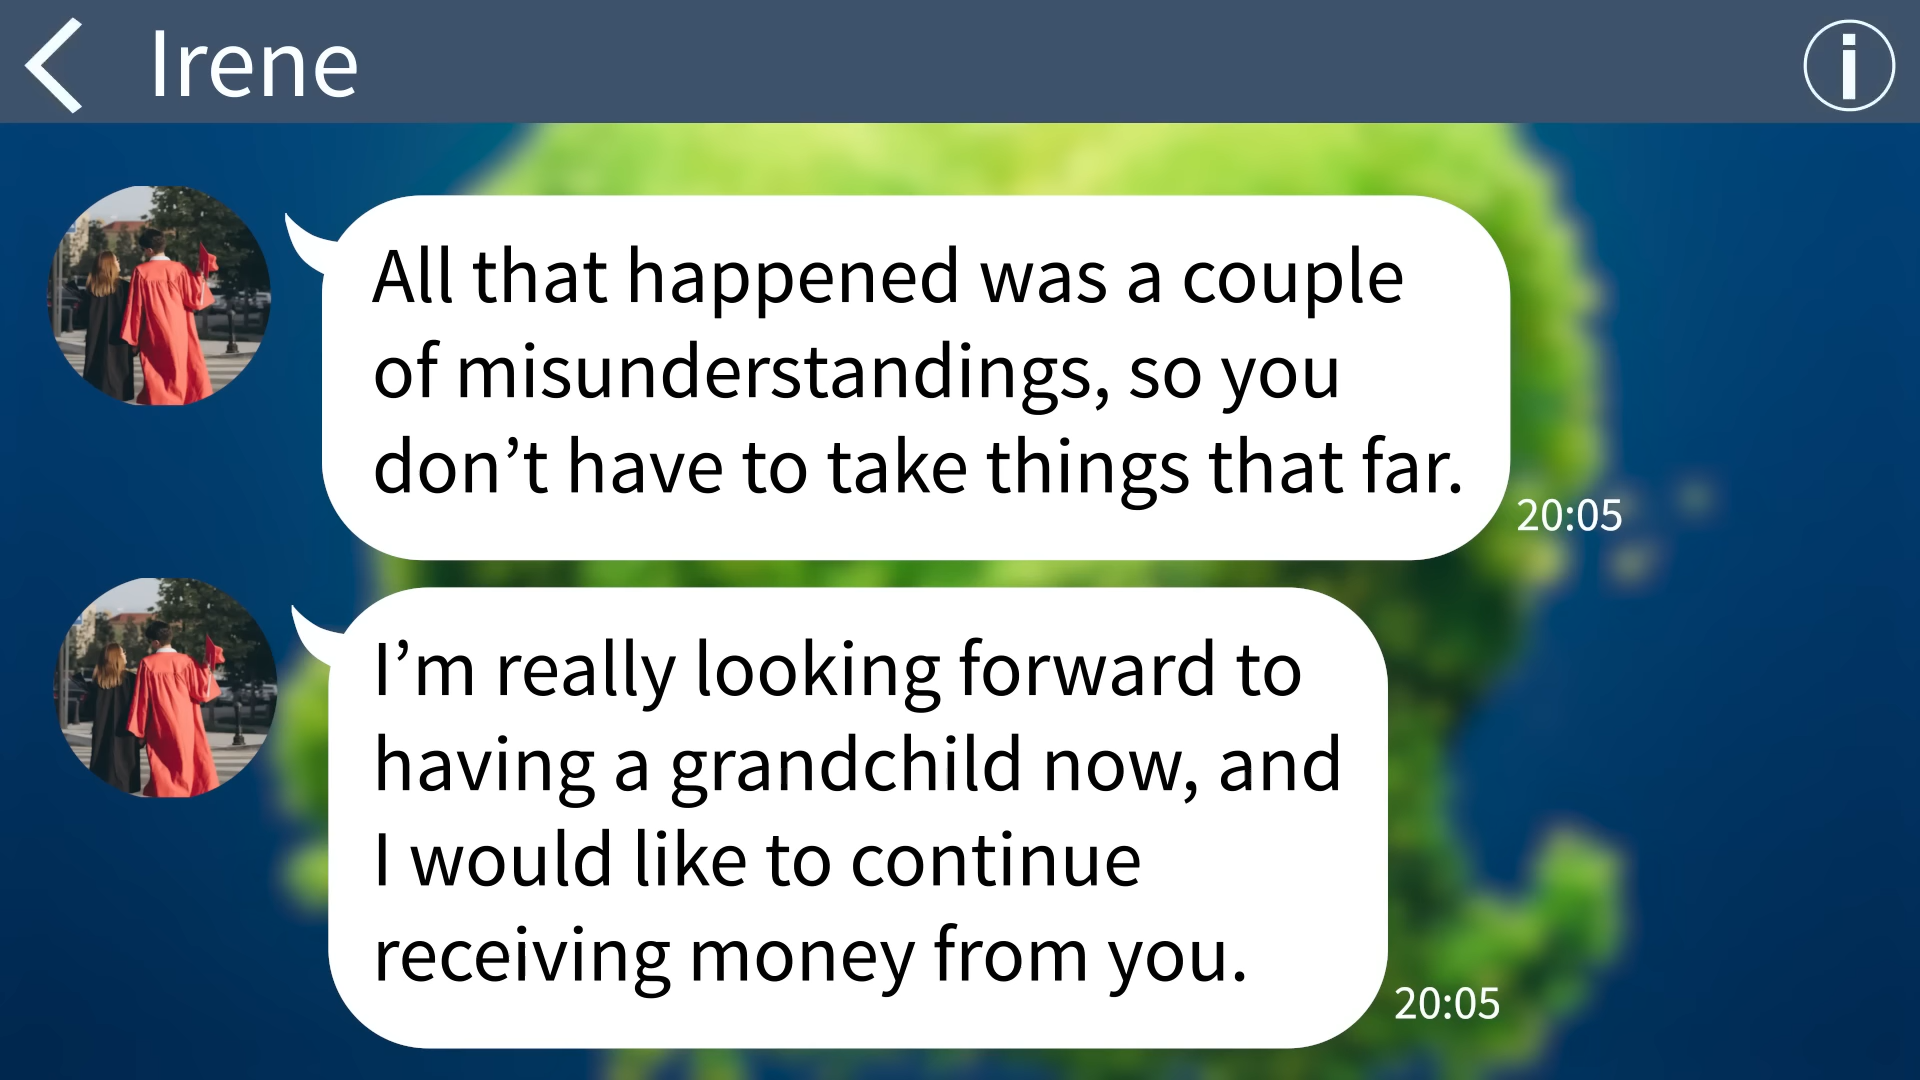 Irene
i
All that happened was a couple
of misunderstandings, so you
don’t have to take things that far.
20:05
I’m really looking forward to
having a grandchild now, and
I would like to continue
receiving money from you.
20:05